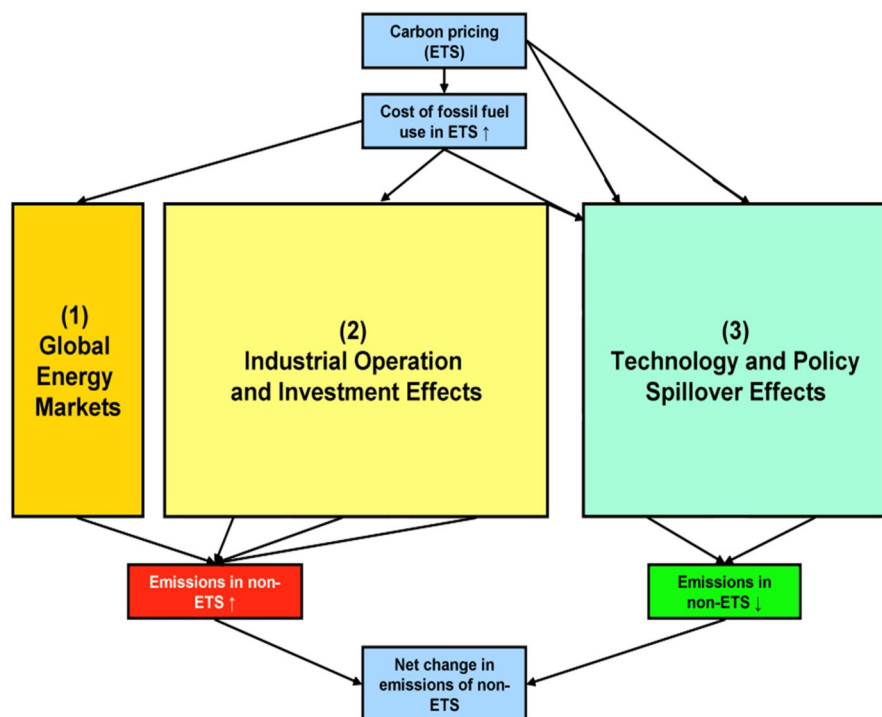 Carbon pricing
(ETS)
Cost of fossil fuel
use in ETS ↑
(1)
Global
Energy
Markets
(2)
Industrial Operation
and Investment Effects
(3)
Technology and Policy
Spillover Effects
Emissions in non-
ETS ↑
Emissions in
non-ETS ↓
Net change in
emissions of non-
ETS